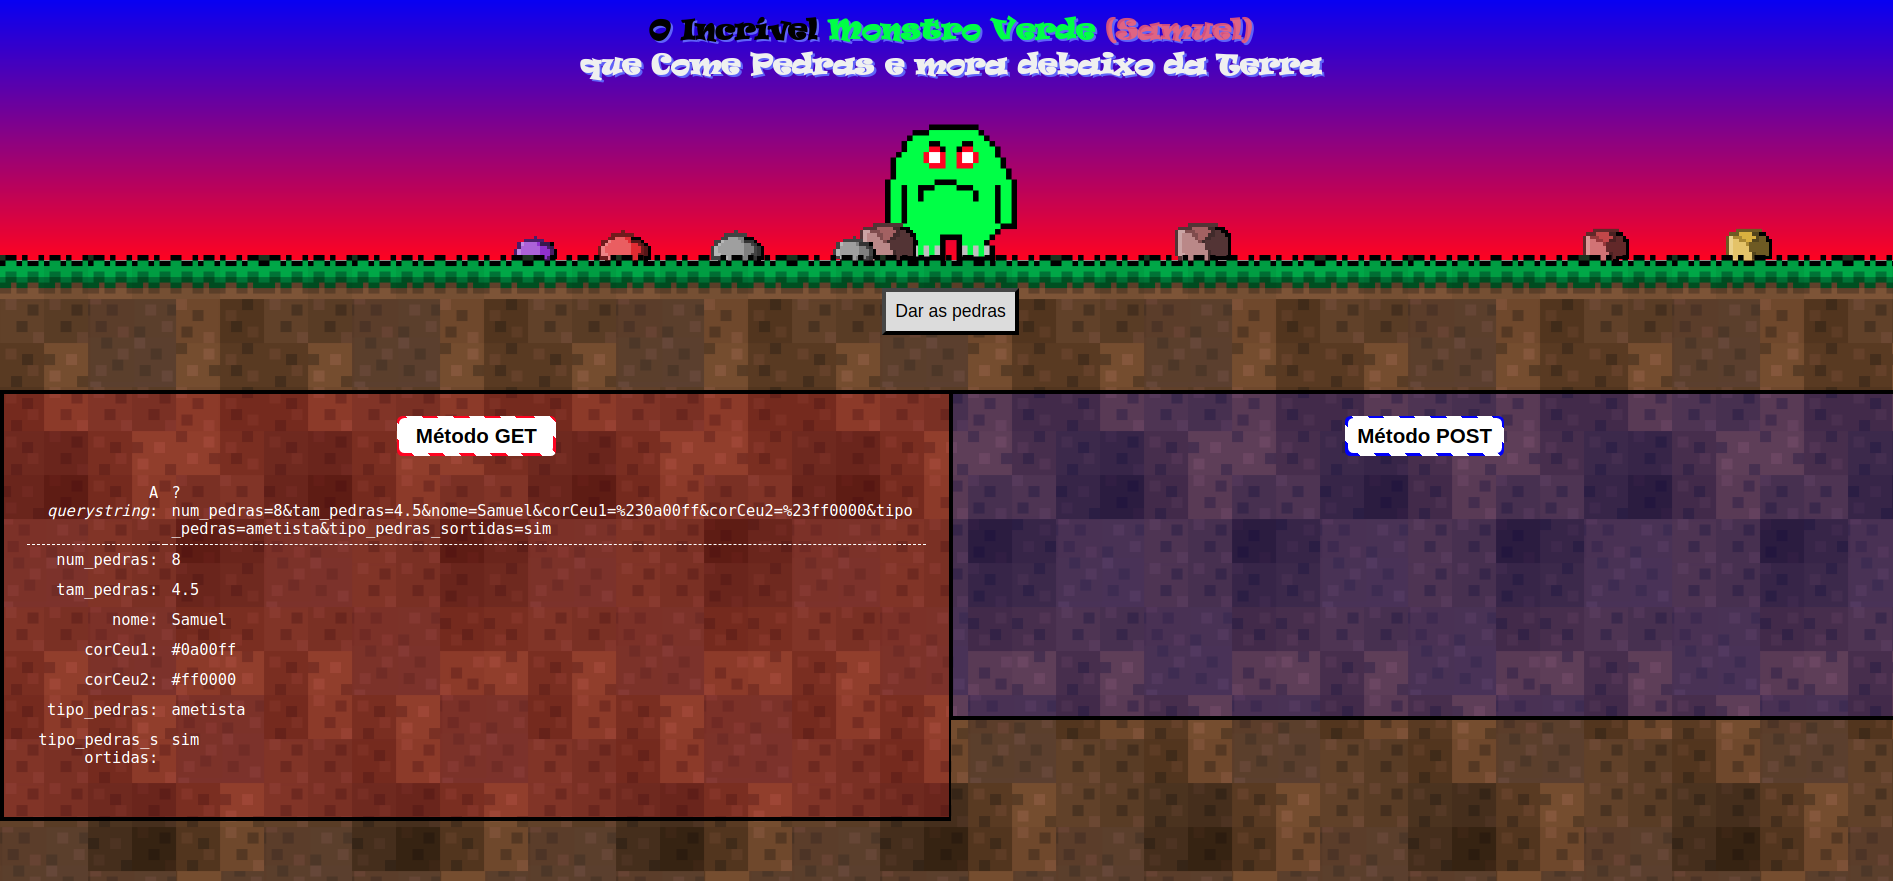 O Incrível Monstro Verde (Samuel)
que Come Pedras e mora debaixo da Terra
Dar as pedras
Método GET
Método POST
A ?
querystring: num_pedras=8&tam_pedras=4.5&nome=Samuel&corCeu1=%230a00ff&corCeu2=%23ff0000&tipo
_pedras=ametista&tipo_pedras_sortidas=sim
num_pedras: 8
tam_pedras: 4.5
nome: Samuel
corCeu1: #0a00ff
corCeu2: #ff0000
tipo_pedras: ametista
tipo_pedras_s sim
ortidas: